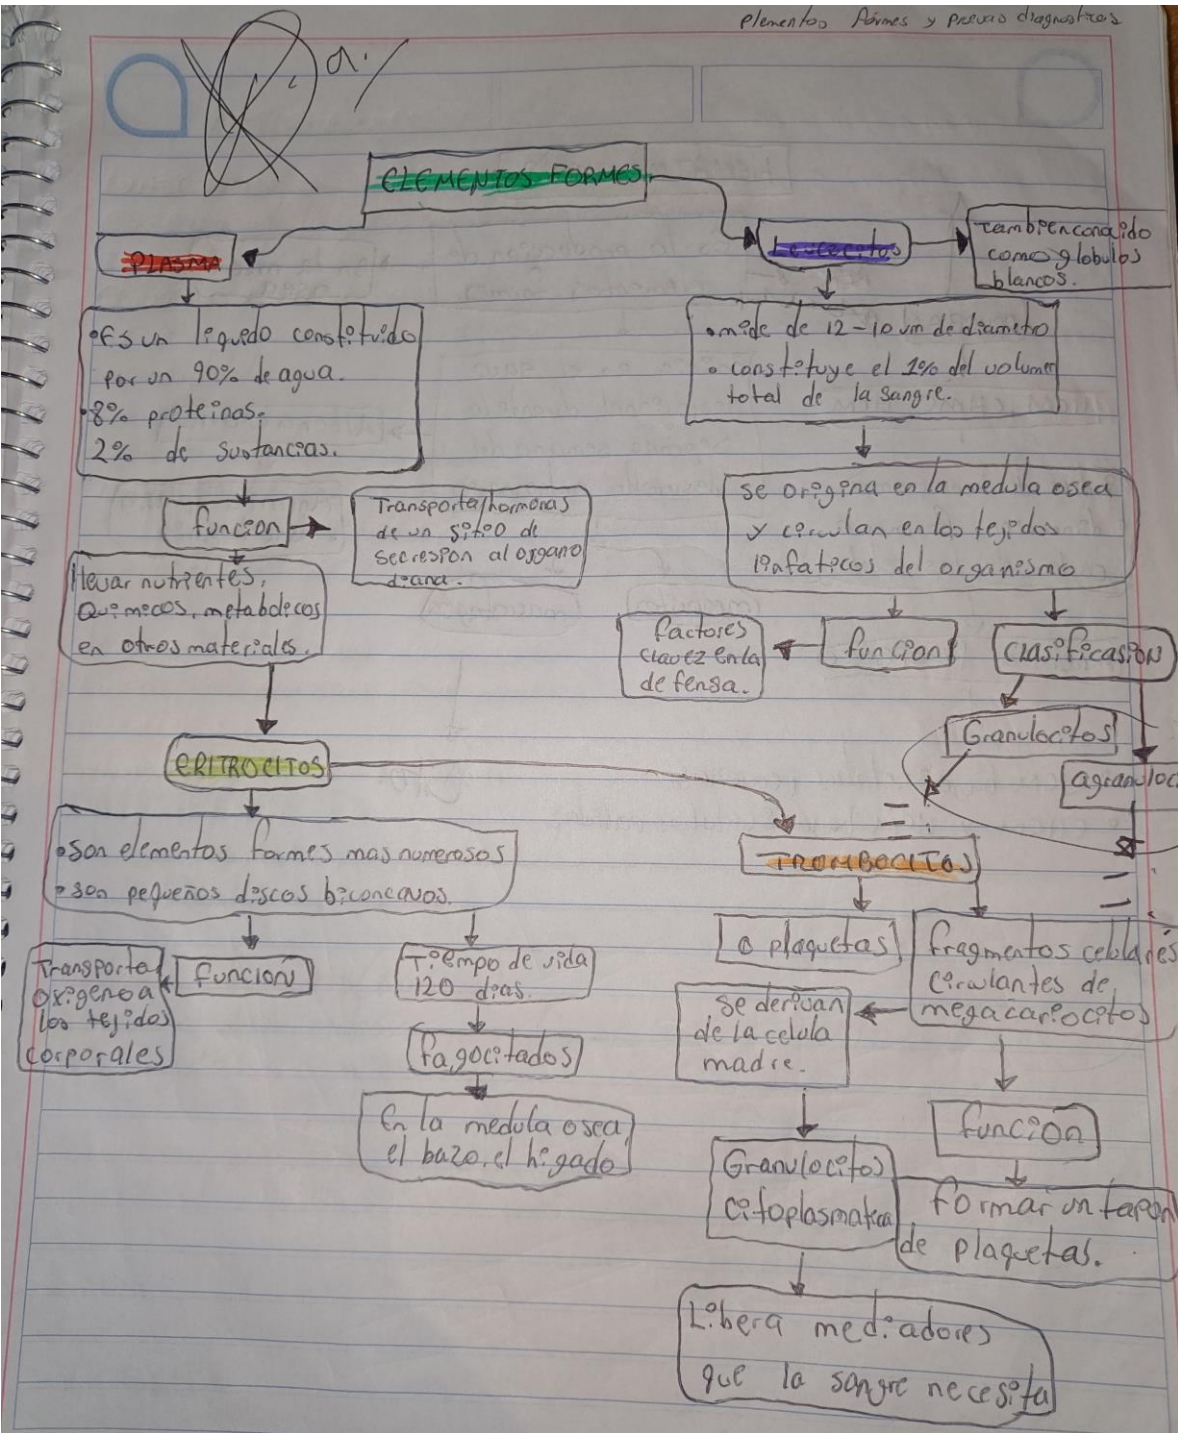 Elementos fórmes y pruevas diagnosticas
ELEMENTOS FORMES
PLASMA
Es un liquido constituido
por un 90% de agua.
8% proteinas.
2% de sustancias.
funcion
Transporta hormonas
de un sitio de
secresion al organo
diana.
llevar nutrientes,
Quimicos, metabolicos
en otros materiales.
Leucocitos
tambien conocido
como globulos
blancos.
mide de 12-10 um de diametro
constituye el 1% del volumen
total de la sangre.
se origina en la medula osea
y circulan en los tejidos
linfaticos del organismo
funcion
factores
clavez en la
defensa.
Clasificasion
Granulocitos
agranuloc
ERITROCITOS
son elementos formes mas numerosos
son pequeños discos biconcavos.
funcion
Transporta
oxigeno a
los tejidos
corporales
Tiempo de vida
120 dias.
fagocitados
En la medula osea,
el bazo, el higado
TROMBOCITOS
o plaquetas
fragmentos celulares
circulantes de
megacariocitos
se derivan
de la celula
madre.
Granulocitos
citoplasmatica
funcion
formar un tapon
de plaquetas.
Libera mediadores
que la sangre necesita